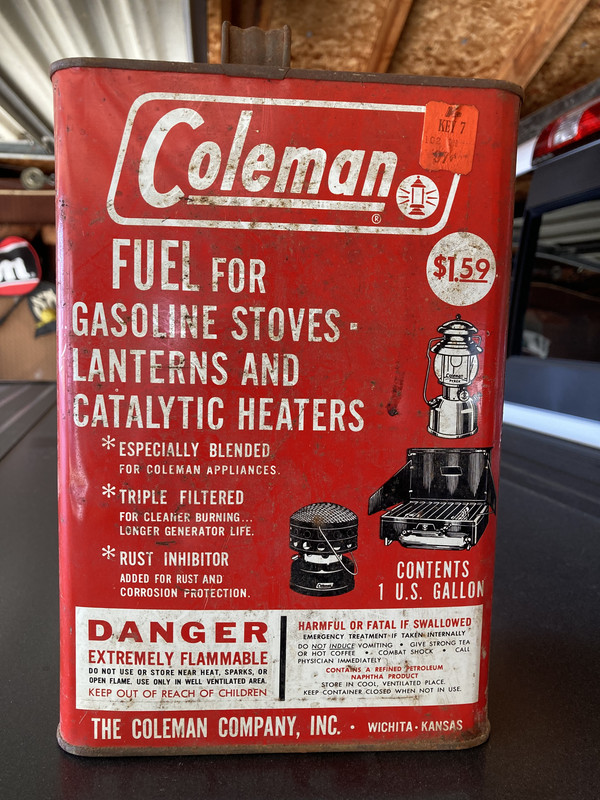 Coleman
®
KEF 7
97
FUEL FOR
$1.59
GASOLINE STOVES-
LANTERNS AND
CATALYTIC HEATERS
*ESPECIALLY BLENDED
FOR COLEMAN APPLIANCES.
*TRIPLE FILTERED
FOR CLEANER BURNING...
LONGER GENERATOR LIFE.
*RUST INHIBITOR
ADDED FOR RUST AND
CORROSION PROTECTION.
Coleman
Coleman
CONTENTS
1 U.S. GALLON
DANGER
EXTREMELY FLAMMABLE
DO NOT USE OR STORE NEAR HEAT, SPARKS, OR
OPEN FLAME. USE ONLY IN WELL VENTILATED AREA.
KEEP OUT OF REACH OF CHILDREN
HARMFUL OR FATAL IF SWALLOWED
EMERGENCY TREATMENT IF TAKEN INTERNALLY
DO NOT INDUCE VOMITING • GIVE STRONG TEA
OR HOT COFFEE • COMBAT SHOCK • CALL
PHYSICIAN IMMEDIATELY
CONTAINS A REFINED PETROLEUM
NAPHTHA PRODUCT
STORE IN COOL, VENTILATED PLACE.
KEEP CONTAINER CLOSED WHEN NOT IN USE.
THE COLEMAN COMPANY, INC. • WICHITA • KANSAS